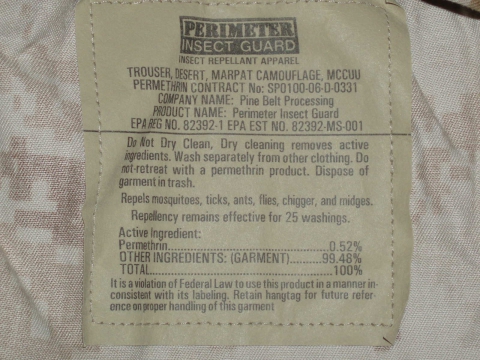 PERIMETER
INSECT GUARD
INSECT REPELLANT APPAREL
TROUSER, DESERT, MARPAT CAMOUFLAGE, MCCUU
PERMETHRIN CONTRACT No: SPO100-06-D-0331
COMPANY NAME: Pine Belt Processing
PRODUCT NAME: Perimeter Insect Guard
EPA REG NO. 82392-1 EPA EST NO. 82392-MS-001
Do Not Dry Clean, Dry cleaning removes active
ingredients. Wash separately from other clothing. Do
not-retreat with a permethrin product. Dispose of
garment in trash.
Repels mosquitoes, ticks, ants, flies, chigger, and midges.
Repellency remains effective for 25 washings.
Active Ingredient:
Permethrin..................................0.52%
OTHER INGREDIENTS: (GARMENT).......99.48%
TOTAL.......................................100%
It is a violation of Federal Law to use this product in a manner in-
consistent with its labeling. Retain hangtag for future refer-
ence on proper handling of this garment